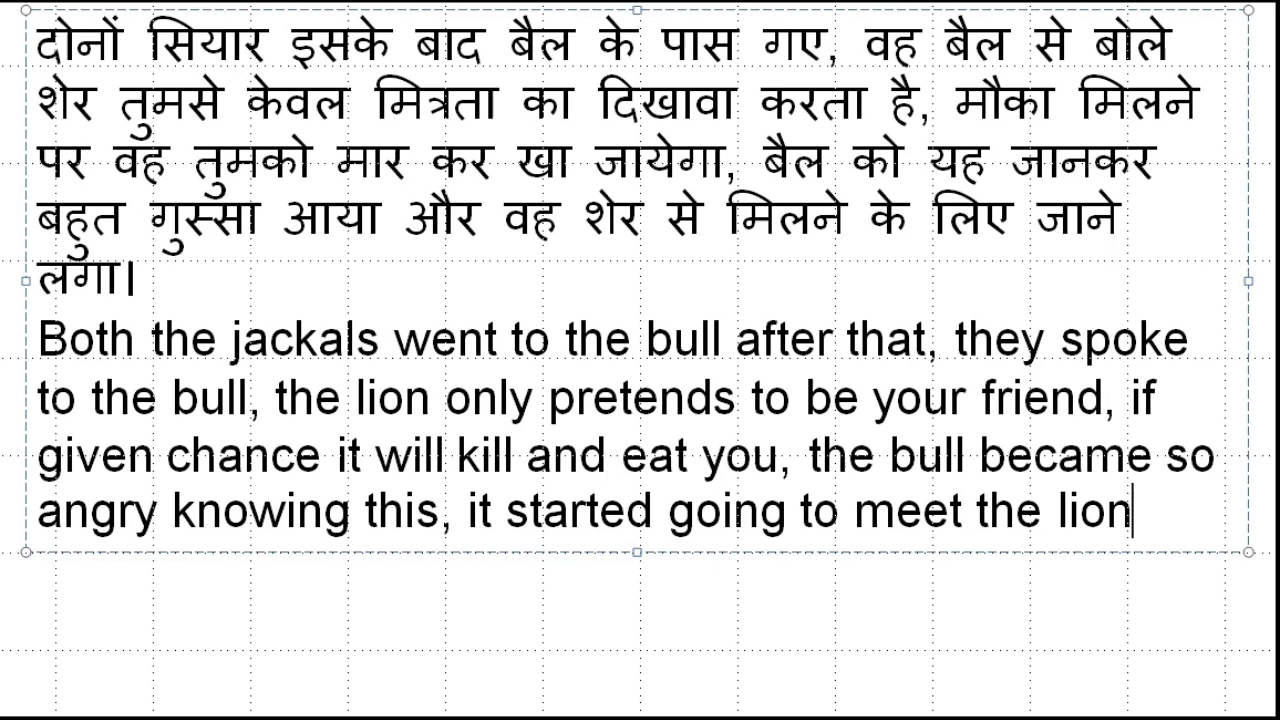 दोनों सियार इसके बाद बैल के पास गए, वह बैल से बोले
शेर तुमसे केवल मित्रता का दिखावा करता है, मौका मिलने
पर वह तुमको मार कर खा जायेगा, बैल को यह जानकर
बहुत गुस्सा आया और वह शेर से मिलने के लिए जाने
लगा।
Both the jackals went to the bull after that, they spoke
to the bull, the lion only pretends to be your friend, if
given chance it will kill and eat you, the bull became so
angry knowing this, it started going to meet the lion